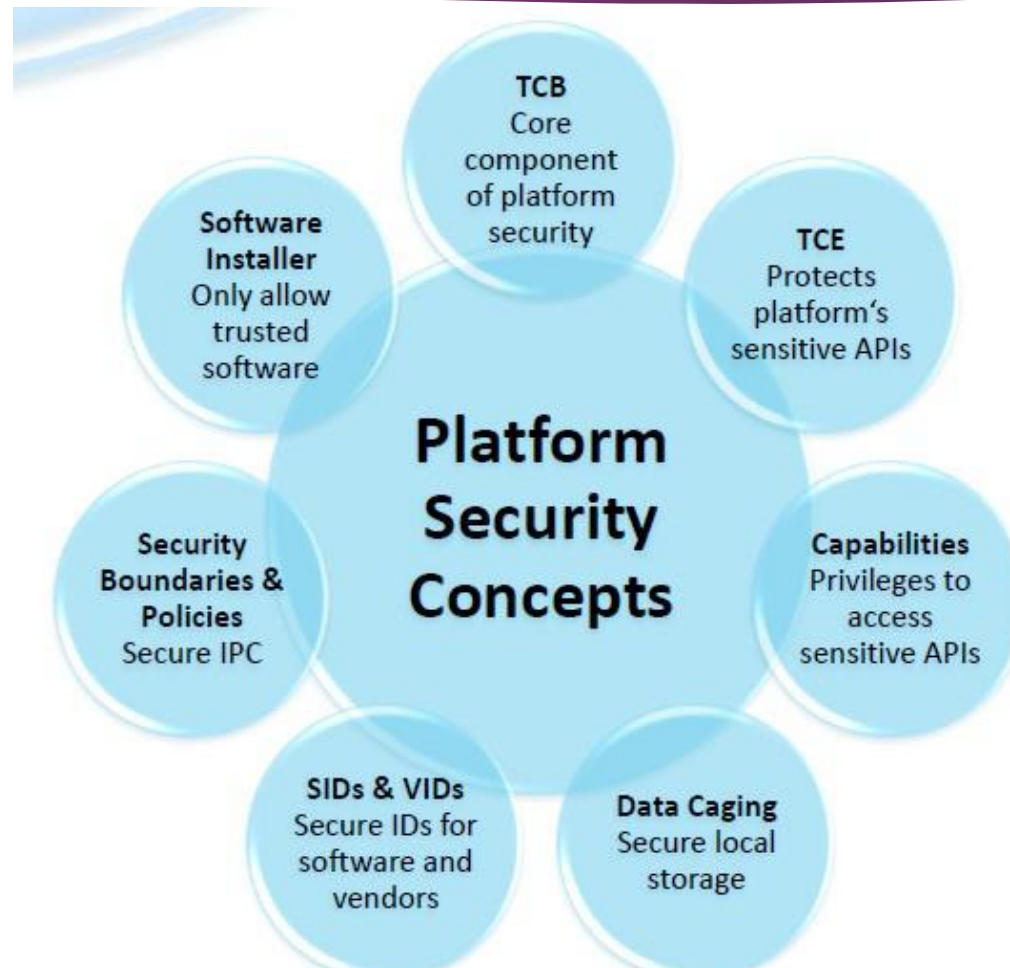 TCB
Core
component
of platform
security
TCE
Protects
platform‘s
sensitive APIs
Capabilities
Privileges to
access
sensitive APIs
Data Caging
Secure local
storage
SIDs & VIDs
Secure IDs for
software and
vendors
Security
Boundaries &
Policies
Secure IPC
Software
Installer
Only allow
trusted
software
Platform
Security
Concepts